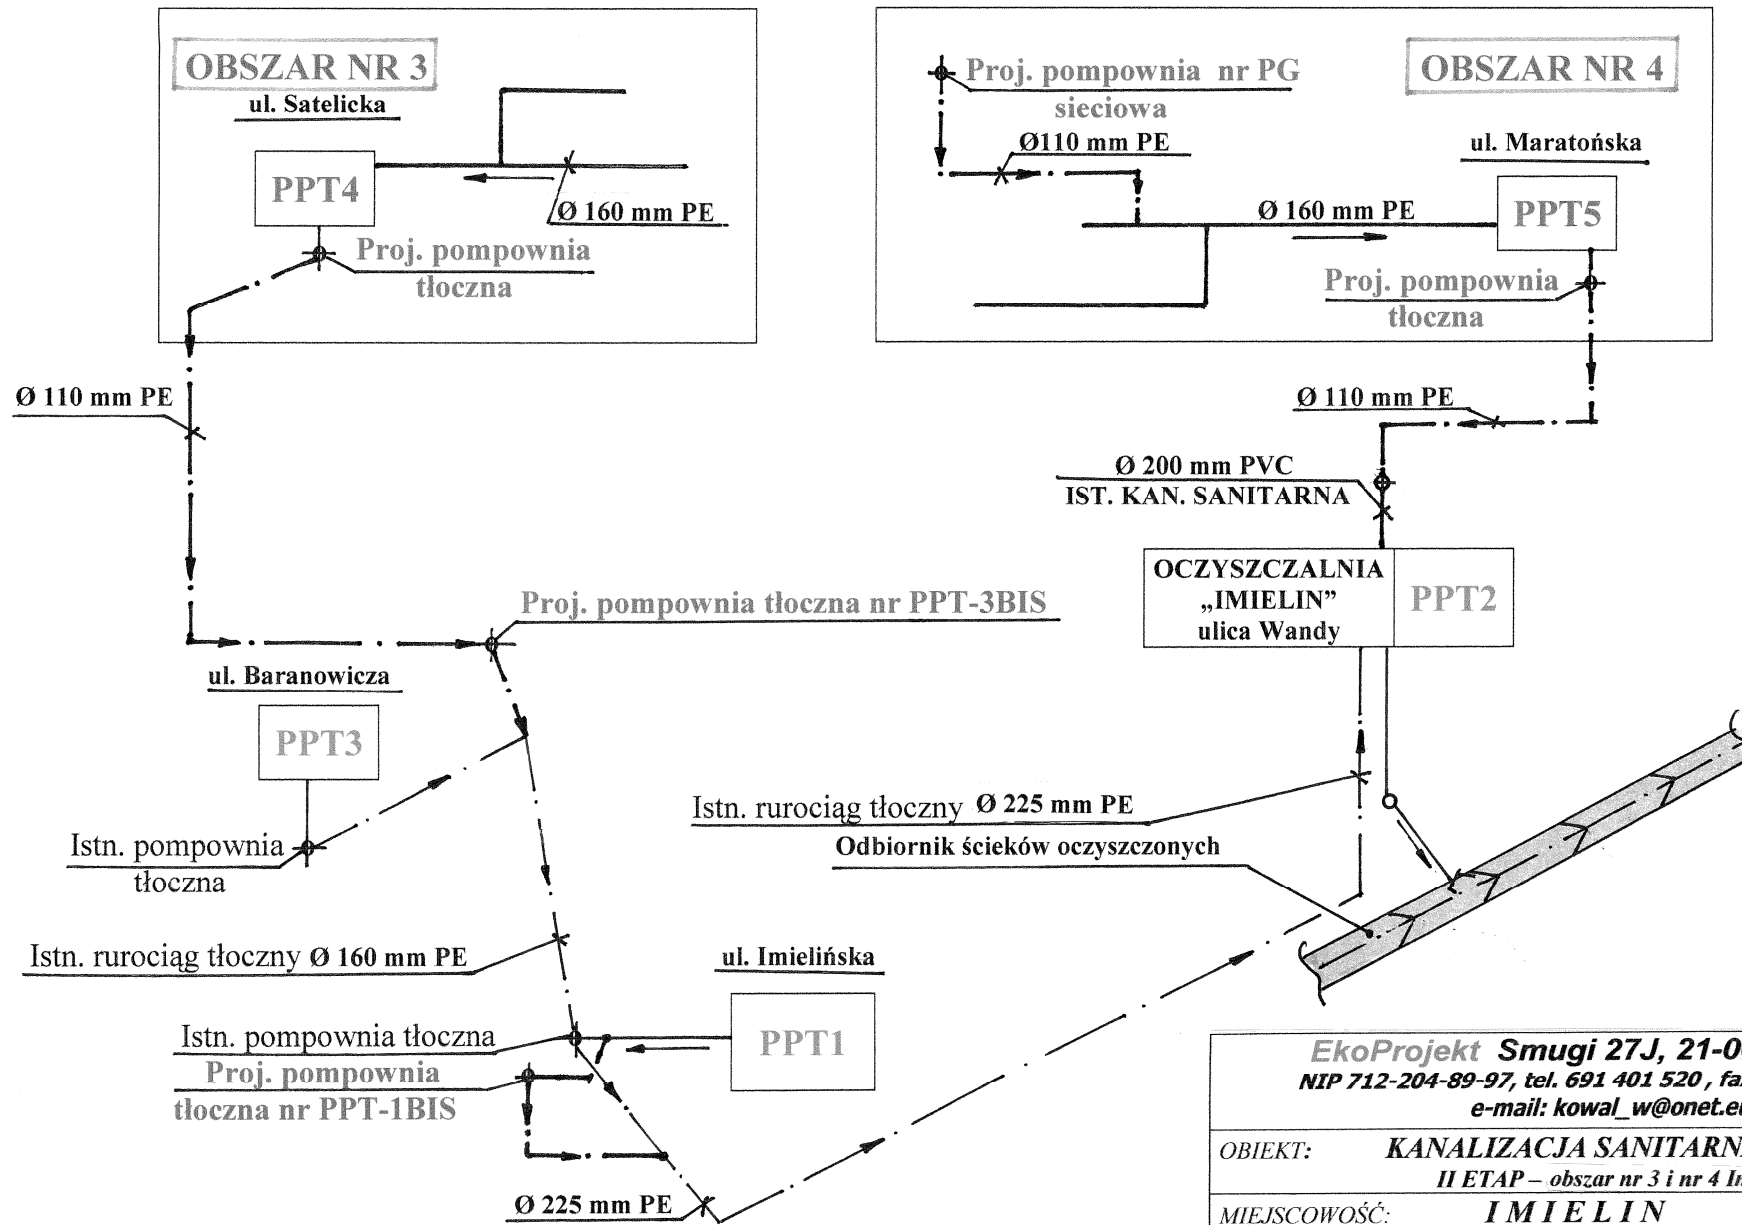 OBSZAR NR 3
ul. Satelicka
PPT4
Ø 160 mm PE
Proj. pompownia
tłoczna
OBSZAR NR 4
Proj. pompownia nr PG
sieciowa
Ø110 mm PE
ul. Maratońska
Ø 160 mm PE
PPT5
Proj. pompownia
tłoczna
Ø 110 mm PE
Ø 110 mm PE
Ø 200 mm PVC
IST. KAN. SANITARNA
OCZYSZCZALNIA
„IMIELIN”
ulica Wandy
PPT2
Proj. pompownia tłoczna nr PPT-3BIS
ul. Baranowicza
PPT3
Istn. pompownia
tłoczna
Istn. rurociąg tłoczny Ø 225 mm PE
Odbiornik ścieków oczyszczonych
Istn. rurociąg tłoczny Ø 160 mm PE
ul. Imielińska
PPT1
Istn. pompownia tłoczna
Proj. pompownia
tłoczna nr PPT-1BIS
Ø 225 mm PE
EkoProjekt Smugi 27J, 21-0
NIP 712-204-89-97, tel. 691 401 520 , fa
e-mail: kowal_w@onet.eu
OBIEKT: KANALIZACJA SANITARNA
II ETAP – obszar nr 3 i nr 4 I
MIEJSCOWOŚĆ: I M I E L I N